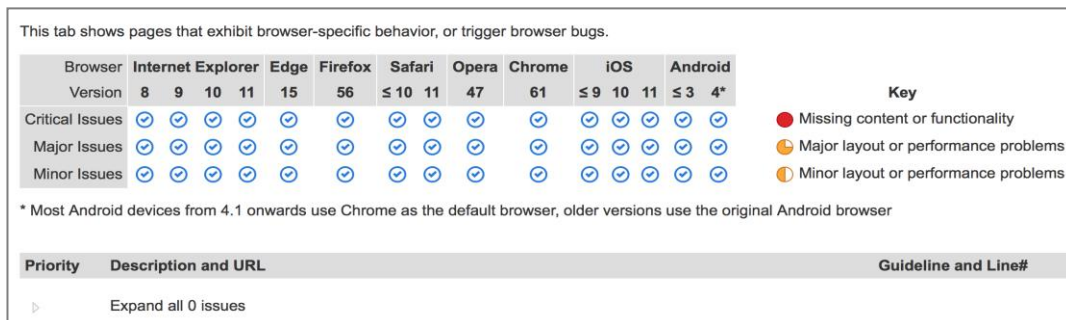 This tab shows pages that exhibit browser-specific behavior, or trigger browser bugs.
Browser Internet Explorer Edge Firefox Safari Opera Chrome iOS Android
Version 8 9 10 11 15 56 ≤ 10 11 47 61 ≤ 9 10 11 ≤ 3 4* Key
Critical Issues Missing content or functionality
Major Issues Major layout or performance problems
Minor Issues Minor layout or performance problems
* Most Android devices from 4.1 onwards use Chrome as the default browser, older versions use the original Android browser
Priority Description and URL Guideline and Line#
Expand all 0 issues